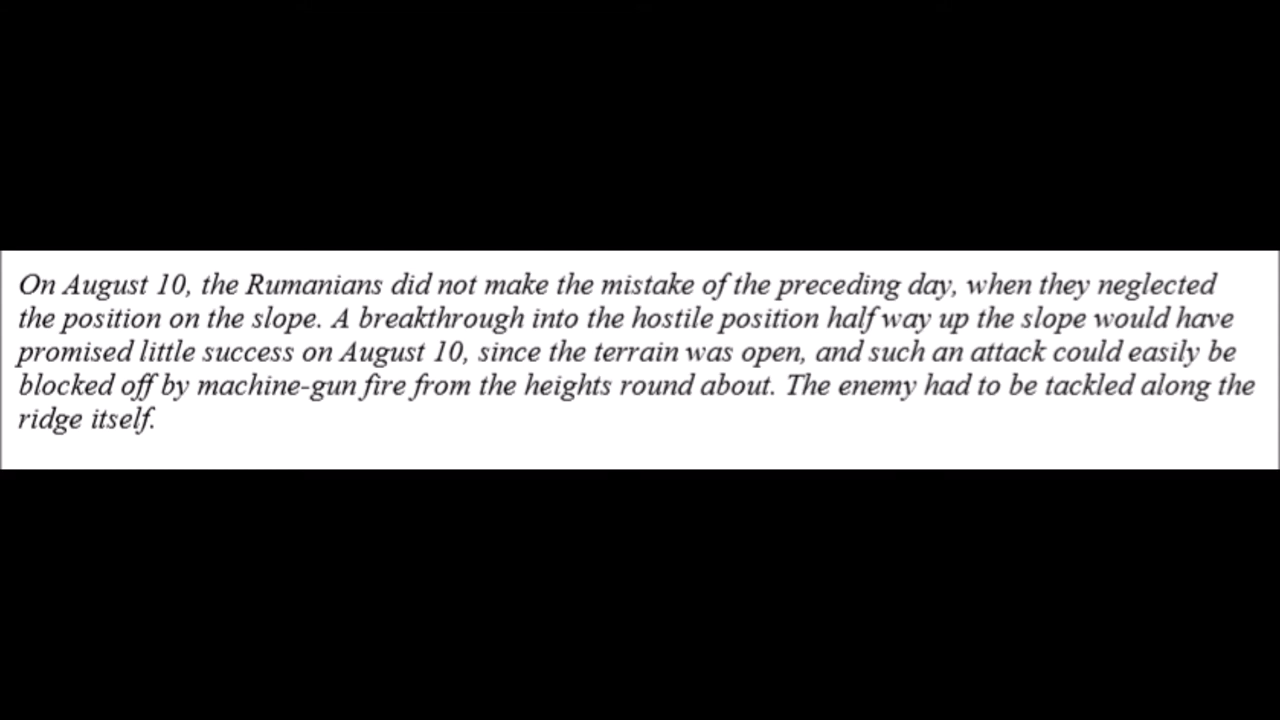 On August 10, the Rumanians did not make the mistake of the preceding day, when they neglected
the position on the slope. A breakthrough into the hostile position half way up the slope would have
promised little success on August 10, since the terrain was open, and such an attack could easily be
blocked off by machine-gun fire from the heights round about. The enemy had to be tackled along the
ridge itself.